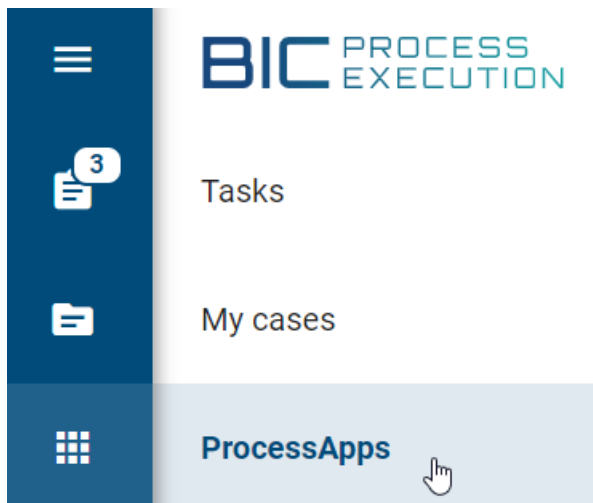 BIC PROCESS
EXECUTION
3
Tasks
My cases
ProcessApps